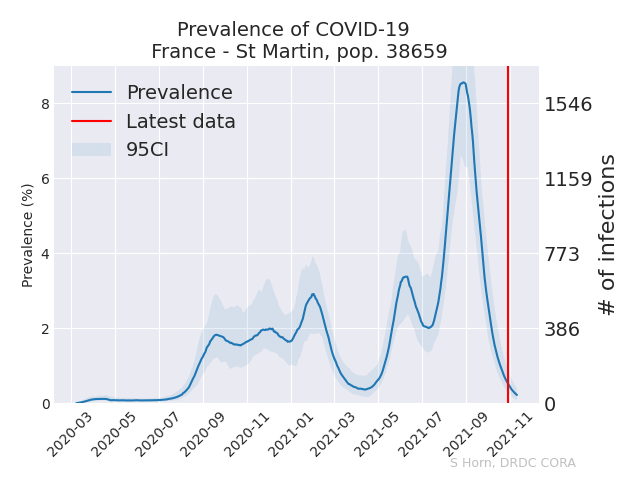 Prevalence of COVID-19
France - St Martin, pop. 38659
Prevalence
Latest data
95CI
Prevalence (%)
8
6
4
2
0
1546
1159
773
386
0
# of infections
2020-03
2020-05
2020-07
2020-09
2020-11
2021-01
2021-03
2021-05
2021-07
2021-09
2021-11
S Horn, DRDC CORA